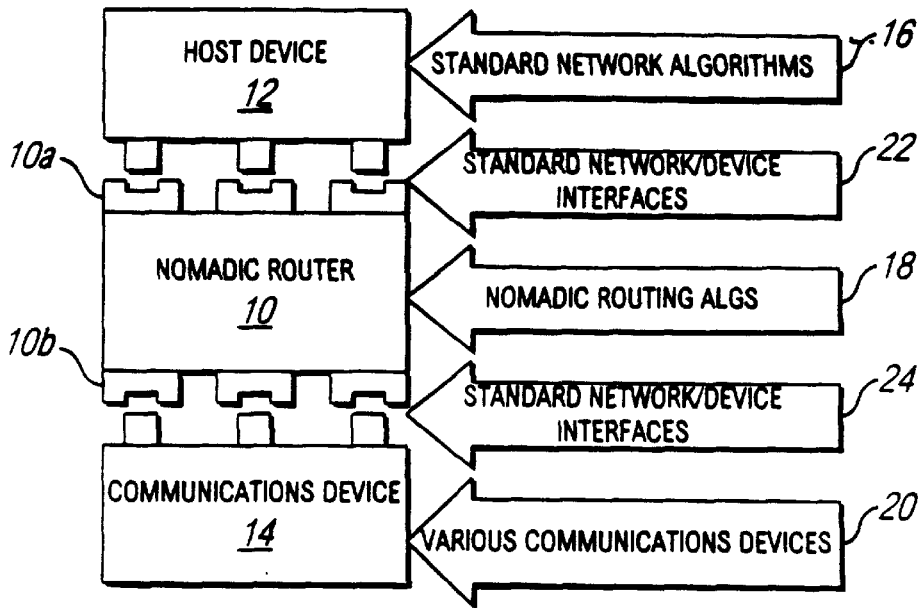 HOST DEVICE
12
STANDARD NETWORK ALGORITHMS
16
10a
STANDARD NETWORK/DEVICE
INTERFACES
22
NOMADIC ROUTER
10
NOMADIC ROUTING ALGS
18
10b
STANDARD NETWORK/DEVICE
INTERFACES
24
COMMUNICATIONS DEVICE
14
VARIOUS COMMUNICATIONS DEVICES
20